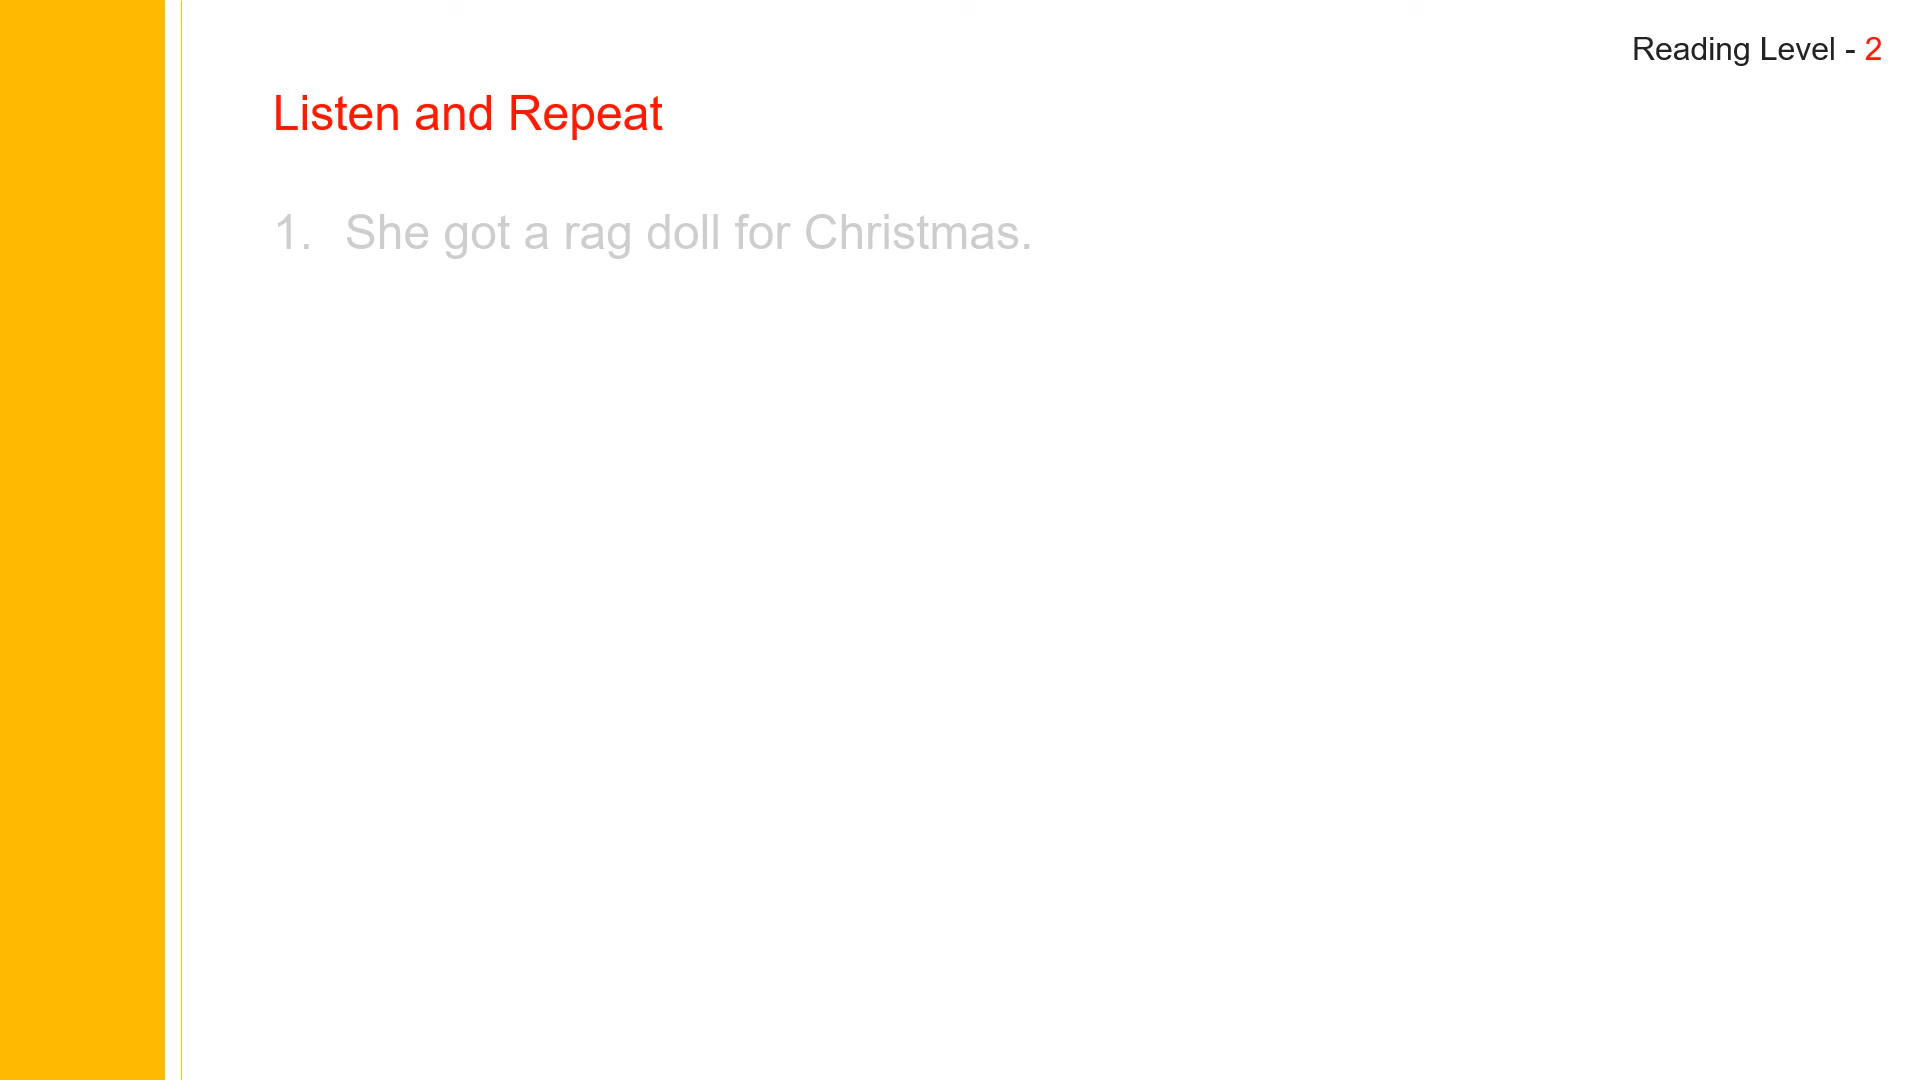 Reading Level - 2
Listen and Repeat
1. She got a rag doll for Christmas.